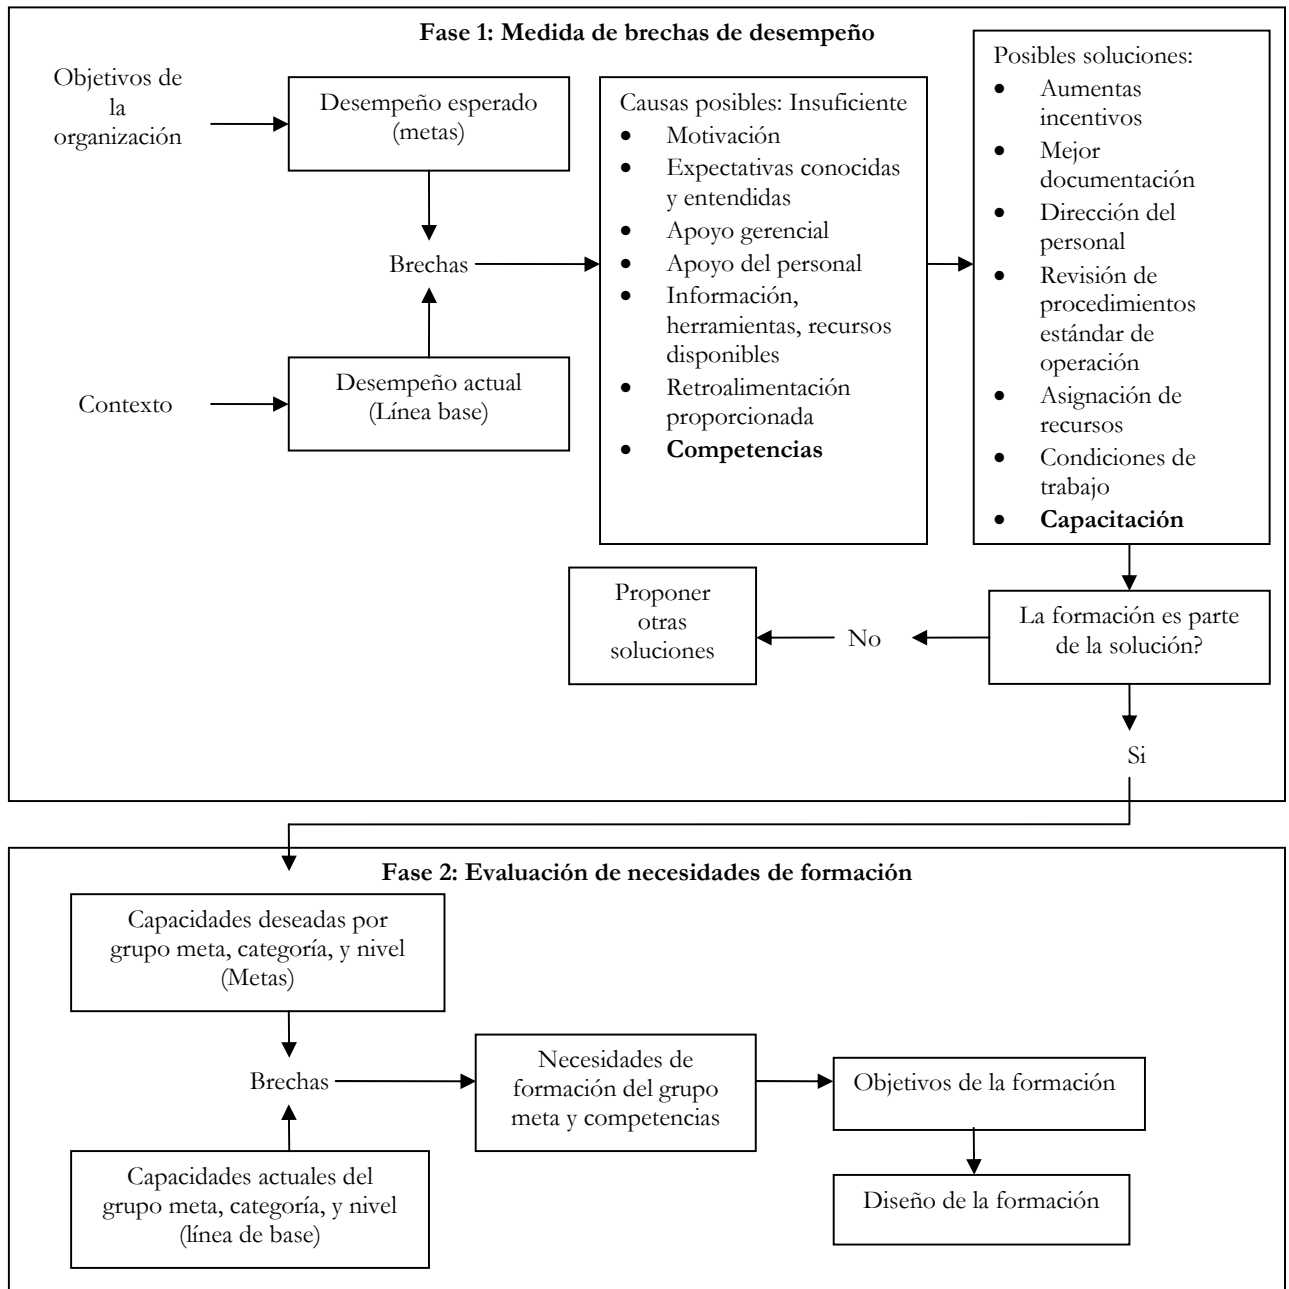 Fase 1: Medida de brechas de desempeño
Objetivos de
la
organización
Desempeño esperado
(metas)
Brechas
Contexto
Desempeño actual
(Línea base)
Causas posibles: Insuficiente
• Motivación
• Expectativas conocidas
y entendidas
• Apoyo gerencial
• Apoyo del personal
• Información,
herramientas, recursos
disponibles
• Retroalimentación
proporcionada
• Competencias
Posibles soluciones:
• Aumentas
incentivos
• Mejor
documentación
• Dirección del
personal
• Revisión de
procedimientos
estándar de
operación
• Asignación de
recursos
• Condiciones de
trabajo
• Capacitación
La formación es parte
de la solución?
No
Proponer
otras
soluciones
Si
Fase 2: Evaluación de necesidades de formación
Capacidades deseadas por
grupo meta, categoría, y nivel
(Metas)
Brechas
Capacidades actuales del
grupo meta, categoría, y nivel
(línea de base)
Necesidades de
formación del grupo
meta y competencias
Objetivos de la formación
Diseño de la formación